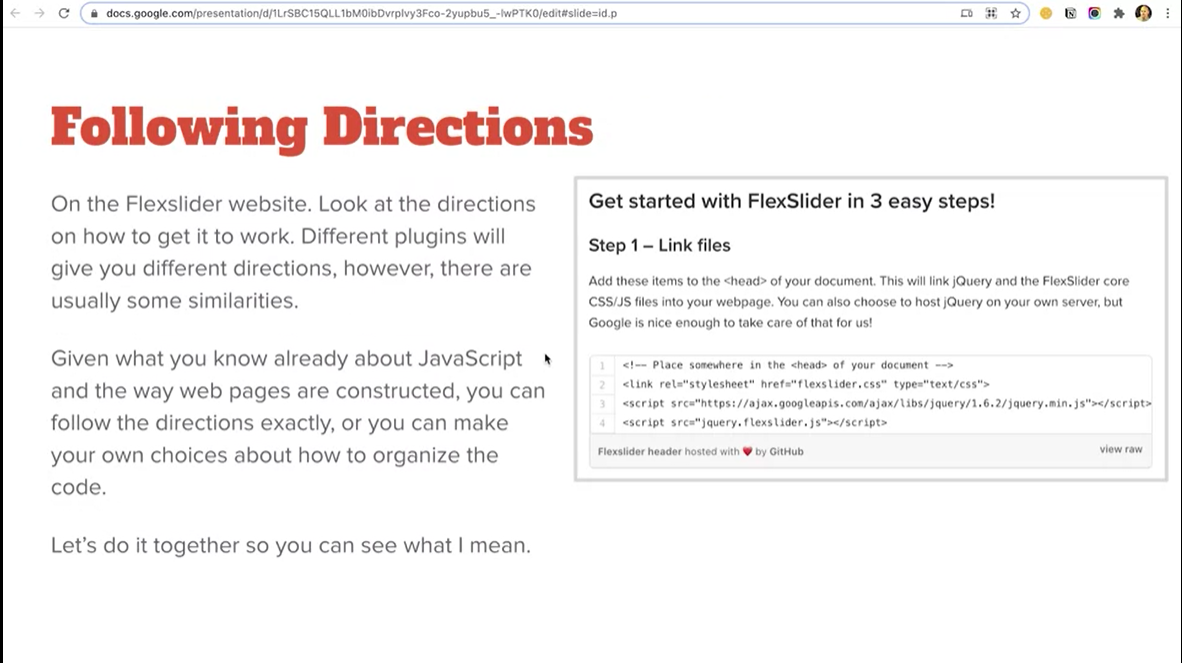 docs.google.com/presentation/d/1LrSBC15QLL1bM0ibDvrplvy3Fco-2yupbu5_-lwPTK0/edit#slide=id.p
Following Directions
On the Flexslider website. Look at the directions
on how to get it to work. Different plugins will
give you different directions, however, there are
usually some similarities.
Given what you know already about JavaScript
and the way web pages are constructed, you can
follow the directions exactly, or you can make
your own choices about how to organize the
code.
Let's do it together so you can see what I mean.
Get started with FlexSlider in 3 easy steps!
Step 1 – Link files
Add these items to the <head> of your document. This will link jQuery and the FlexSlider core
CSS/JS files into your webpage. You can also choose to host jQuery on your own server, but
Google is nice enough to take care of that for us!
1 <!-- Place somewhere in the <head> of your document -->
2 <link rel="stylesheet" href="flexslider.css" type="text/css">
3 <script src="https://ajax.googleapis.com/ajax/libs/jquery/1.6.2/jquery.min.js"></script>
4 <script src="jquery.flexslider.js"></script>
Flexslider header hosted with ❤ by GitHub
view raw